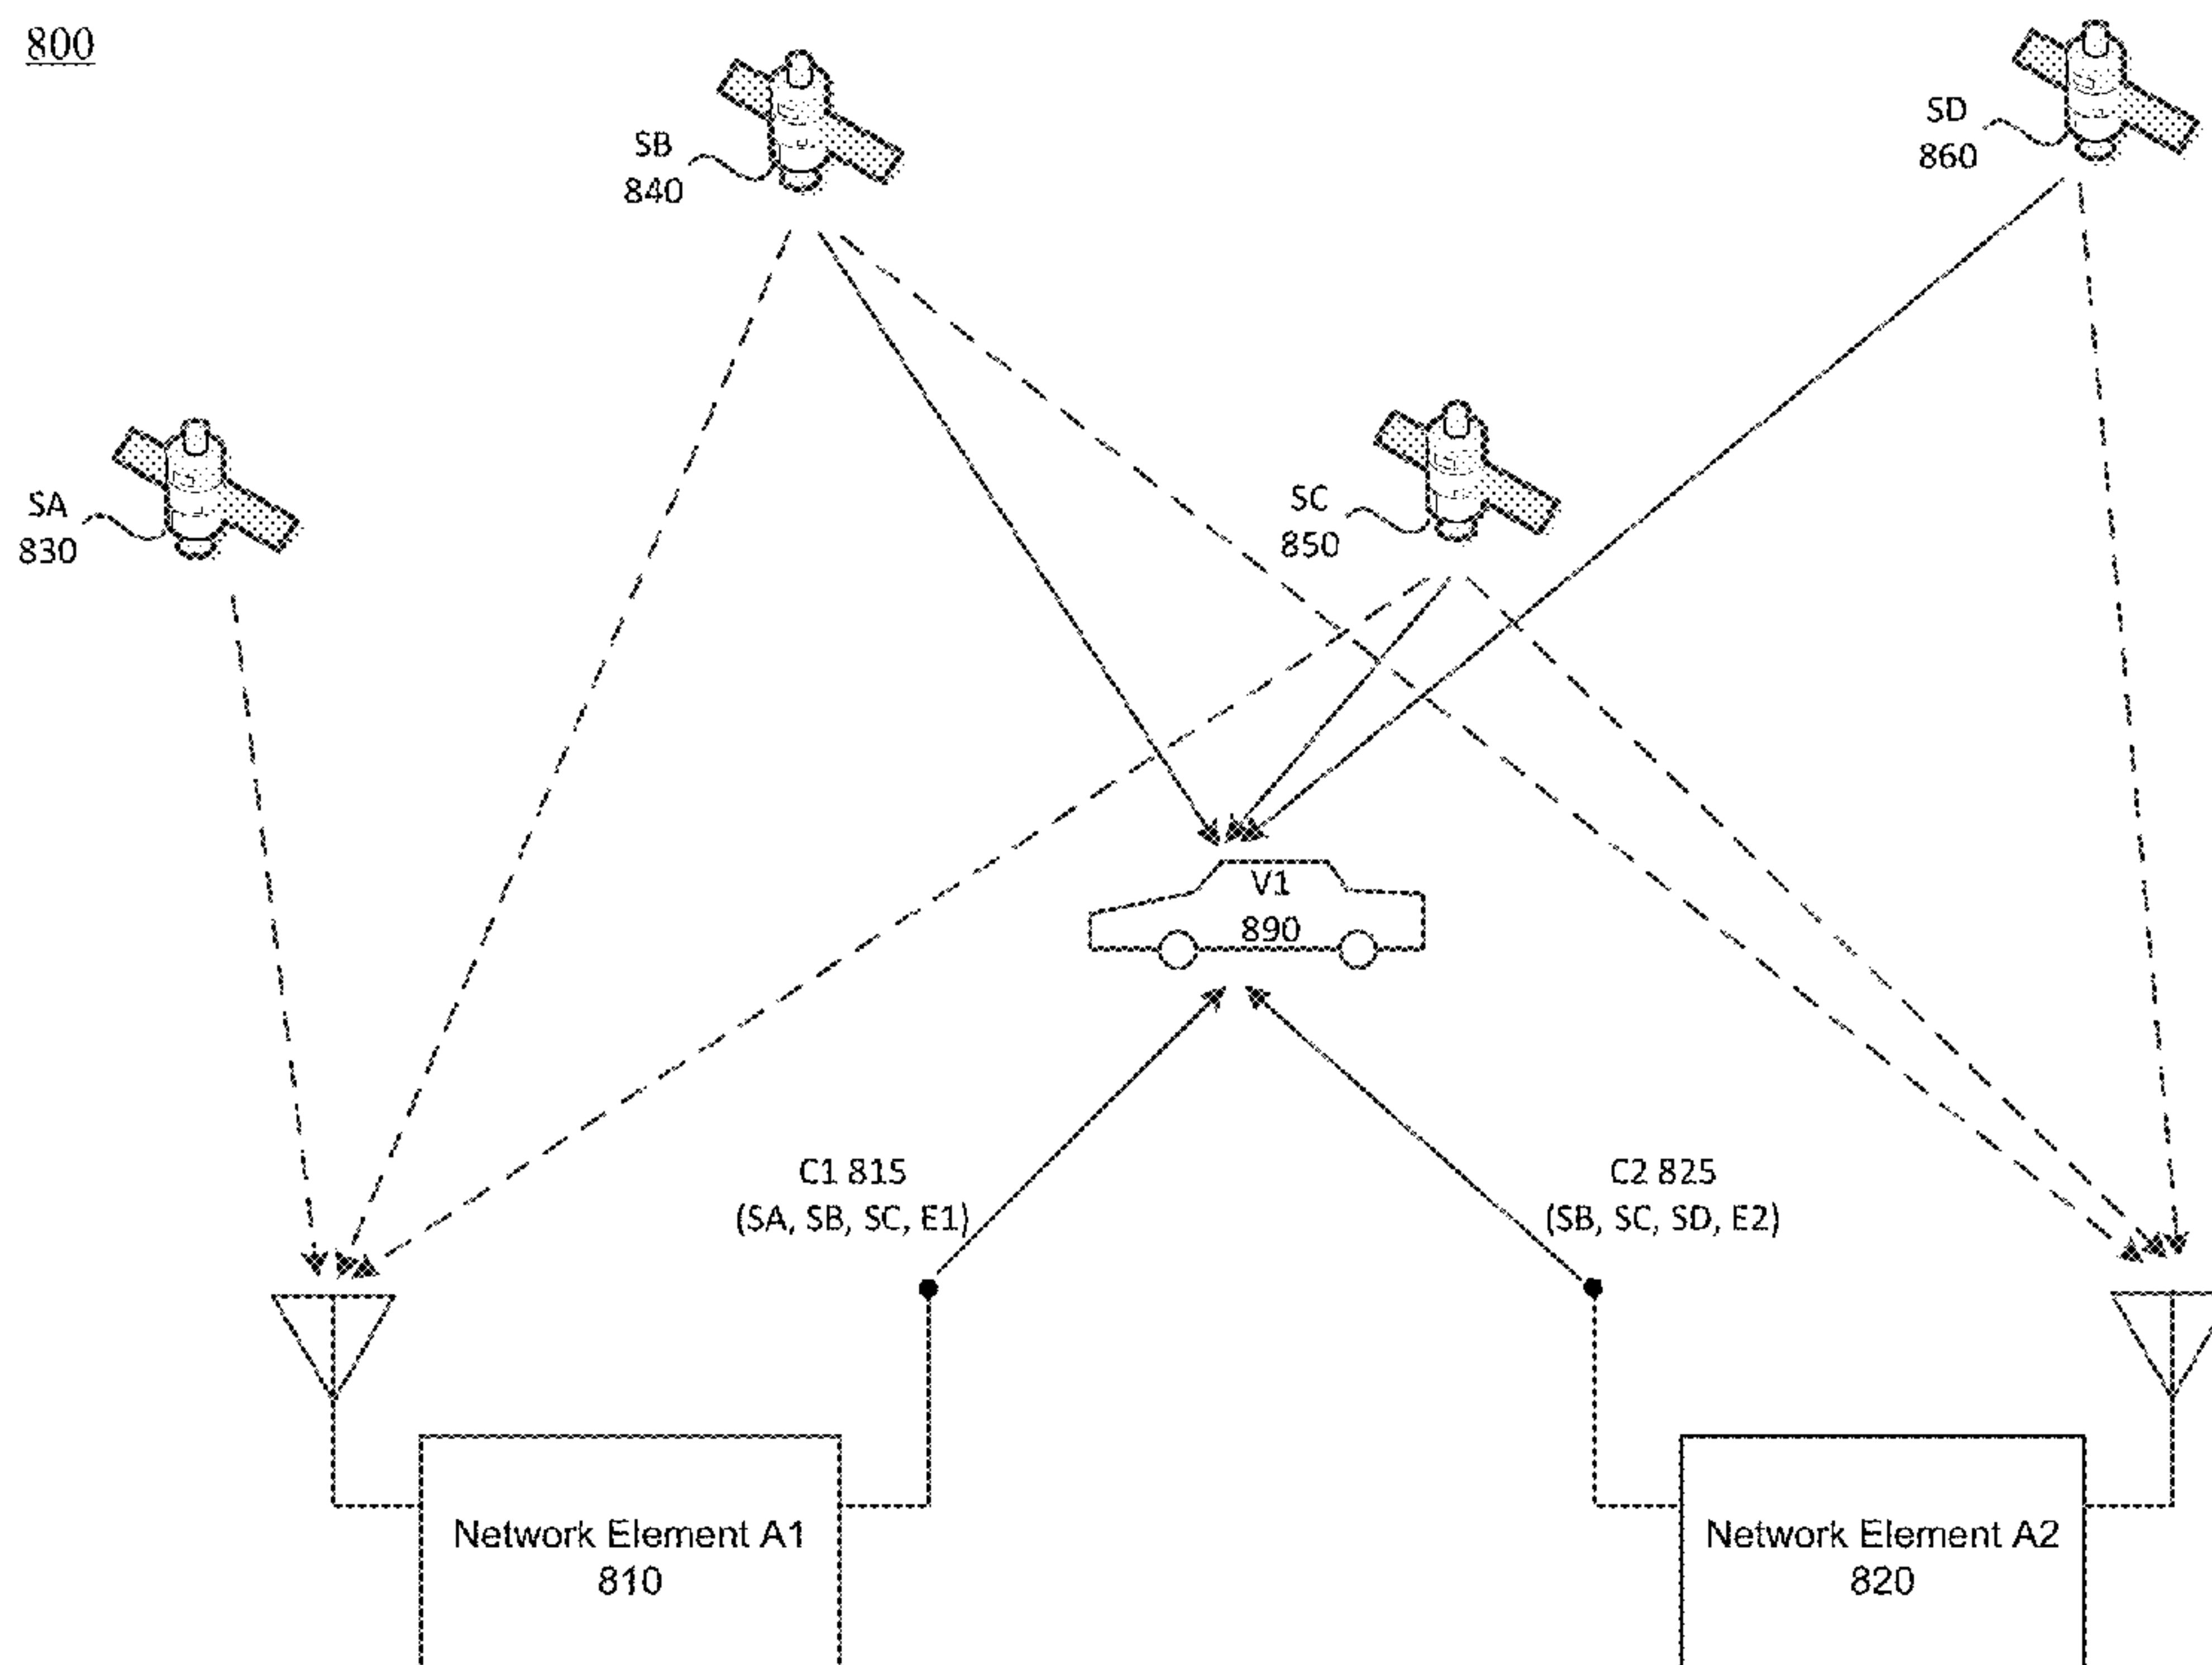 800
SB
840
SD
860
SA
830
SC
850
V1
890
C1 815
(SA, SB, SC, E1)
C2 825
(SB, SC, SD, E2)
Network Element A1
810
Network Element A2
820